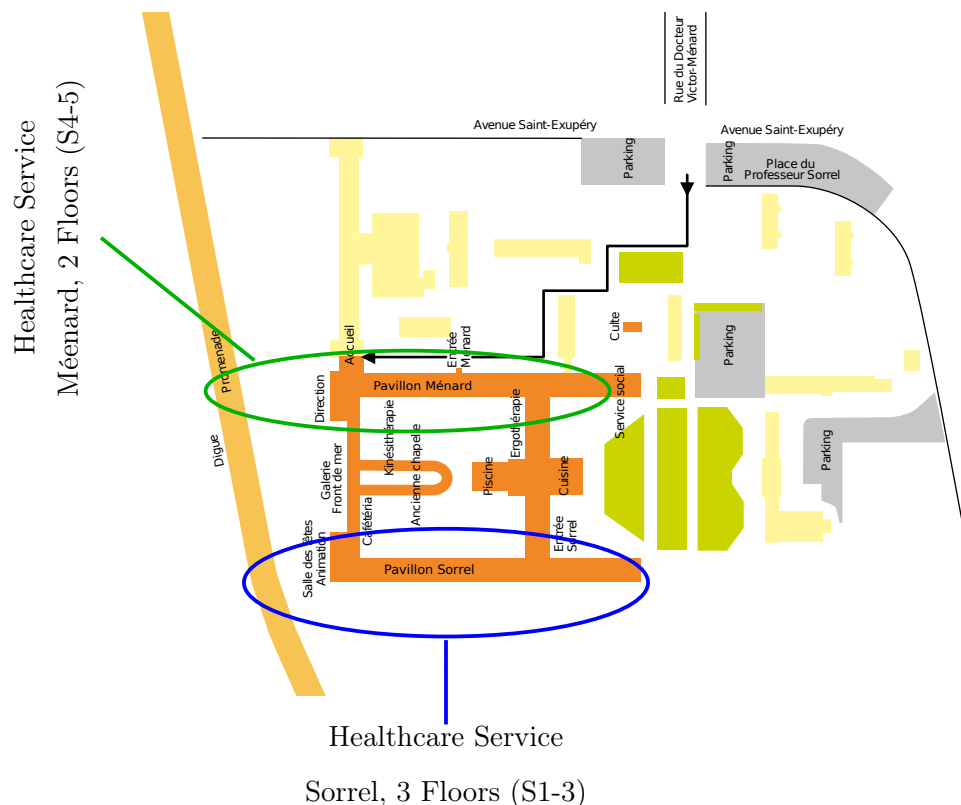 Rue du Docteur
Victor-Ménard
Avenue Saint-Exupéry
Avenue Saint-Exupéry
Parking
Parking
Place du
Professeur Sorrel
Healthcare Service
Méenard, 2 Floors (S4-5)
Promenade
Digue
Accueil
Entrée
Ménard
Culte
Parking
Direction
Pavillon Ménard
Service social
Kinésithérapie
Ergothérapie
Galerie
Front de mer
Ancienne chapelle
Piscine
Cuisine
Parking
Cafétéria
Salle des fêtes
Animation
Entrée
Sorrel
Pavillon Sorrel
Healthcare Service
Sorrel, 3 Floors (S1-3)